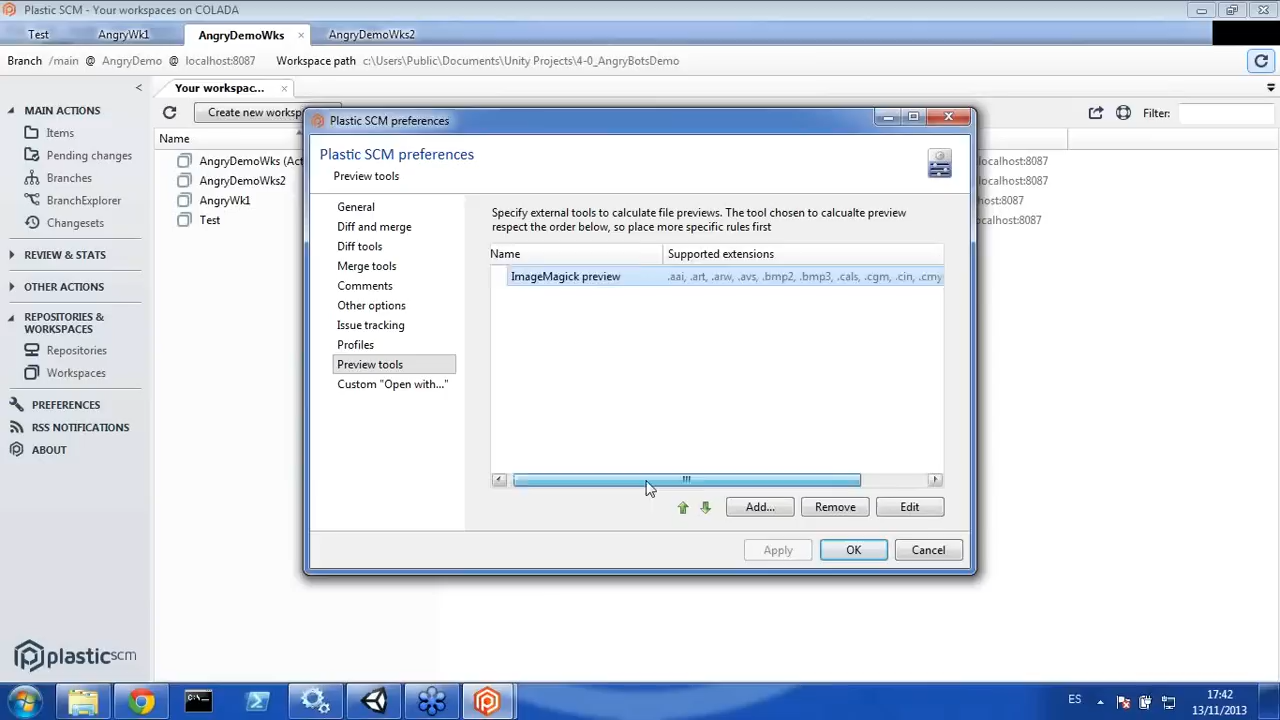 Plastic SCM - Your workspaces on COLADA
Test
AngryWk1
AngryDemoWks
AngryDemoWks2
Branch /main @ AngryDemo @ localhost:8087 Workspace path c:\Users\Public\Documents\Unity Projects\4-0_AngryBotsDemo
Your workspac...
MAIN ACTIONS
Items
Pending changes
Branches
BranchExplorer
Changesets
REVIEW & STATS
OTHER ACTIONS
REPOSITORIES &
WORKSPACES
Repositories
Workspaces
PREFERENCES
RSS NOTIFICATIONS
ABOUT
plasticscm
Create new worksp
Filter:
Name
AngryDemoWks (Act
localhost:8087
AngryDemoWks2
localhost:8087
AngryWk1
localhost:8087
Test
localhost:8087
Plastic SCM preferences
Plastic SCM preferences
Preview tools
General
Diff and merge
Diff tools
Merge tools
Comments
Other options
Issue tracking
Profiles
Preview tools
Custom "Open with..."
Specify external tools to calculate file previews. The tool chosen to calcualte preview
respect the order below, so place more specific rules first
Name Supported extensions
ImageMagick preview .aai, .art, .arw, .avs, .bmp2, .bmp3, .cals, .cgm, .cin, .cmy
Add... Remove Edit
Apply OK Cancel
ES
17:42
13/11/2013